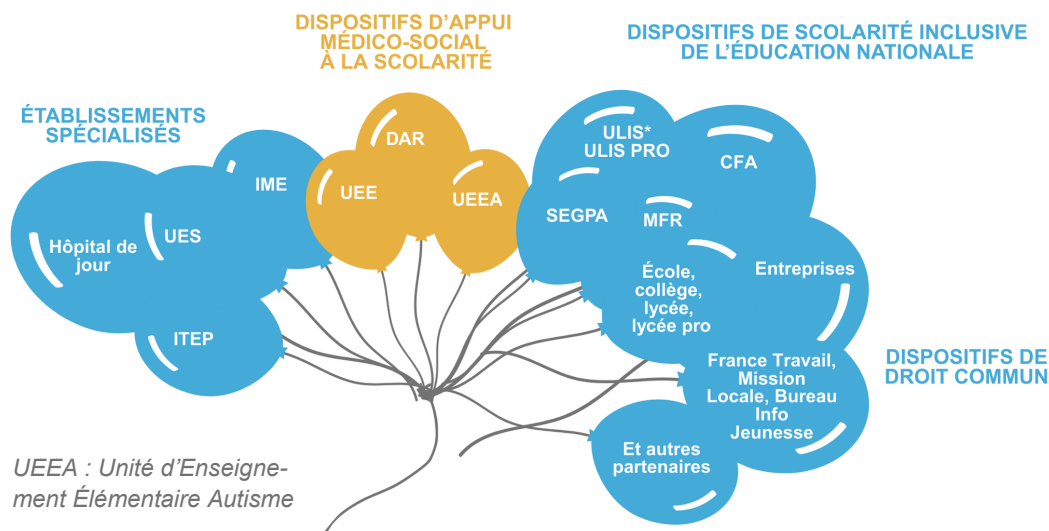 DISPOSITIFS D’APPUI
MÉDICO-SOCIAL
À LA SCOLARITÉ
DISPOSITIFS DE SCOLARITÉ INCLUSIVE
DE L’ÉDUCATION NATIONALE
ÉTABLISSEMENTS
SPÉCIALISÉS
Hôpital de
jour
UES
IME
ITEP
UEE
DAR
UEEA
ULIS*
ULIS PRO
CFA
SEGPA
MFR
École,
collège,
lycée,
lycée pro
Entreprises
DISPOSITIFS DE
DROIT COMMUN
France Travail,
Mission
Locale, Bureau
Info
Jeunesse
Et autres
partenaires
UEEA : Unité d’Enseigne-
ment Élémentaire Autisme